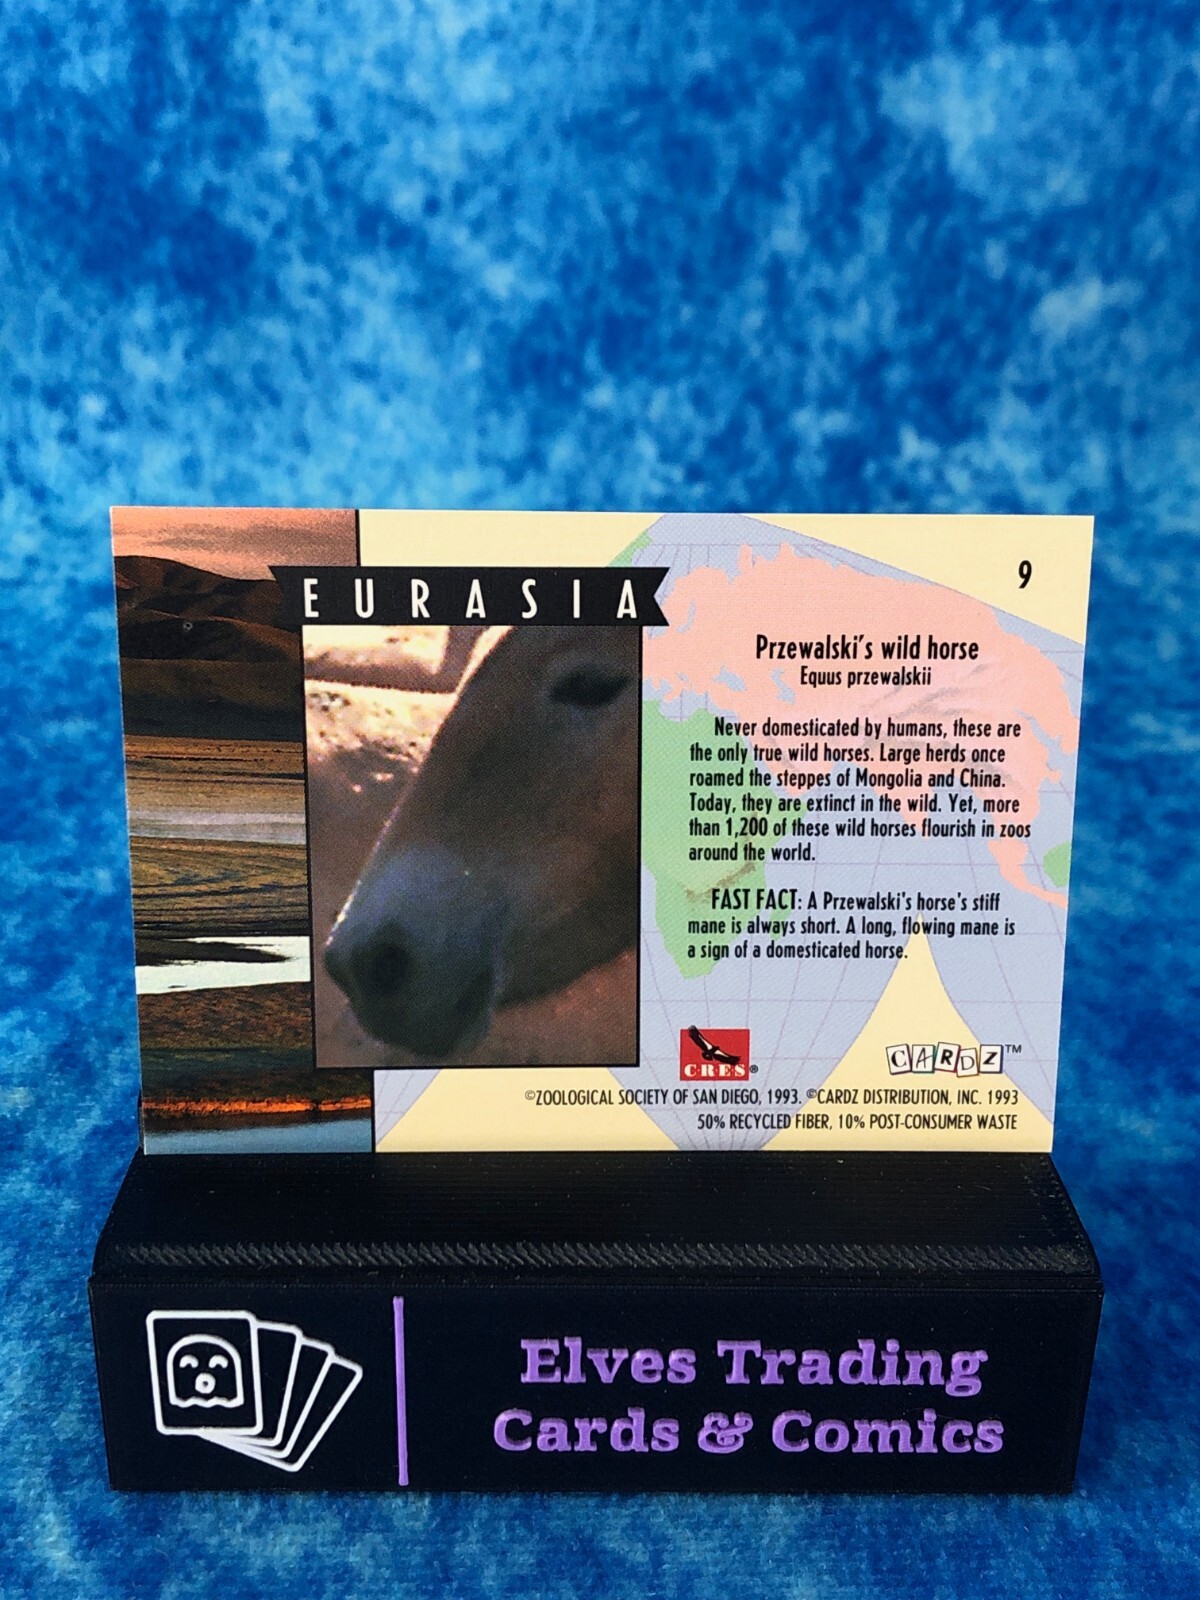 EURASIA
9
Przewalski's wild horse
Equus przewalskii
Never domesticated by humans, these are
the only true wild horses. Large herds once
roamed the steppes of Mongolia and China.
Today, they are extinct in the wild. Yet, more
than 1,200 of these wild horses flourish in zoos
around the world.
FAST FACT: A Przewalski's horse's stiff
mane is always short. A long, flowing mane is
a sign of a domesticated horse.
CRES®
CARDZ™
©ZOOLOGICAL SOCIETY OF SAN DIEGO, 1993. ©CARDZ DISTRIBUTION, INC. 1993
50% RECYCLED FIBER, 10% POST-CONSUMER WASTE
Elves Trading
Cards & Comics